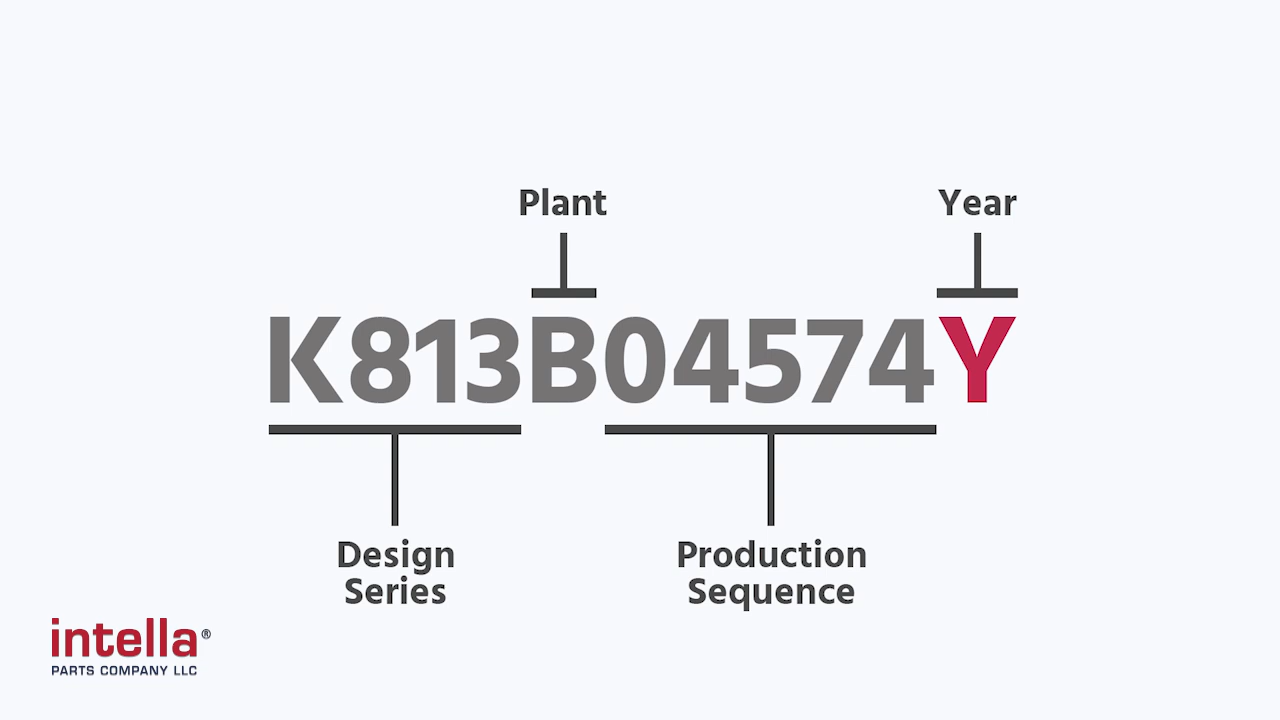 Plant
Year
K813B04574Y
Design
Series
Production
Sequence
intella®
PARTS COMPANY LLC